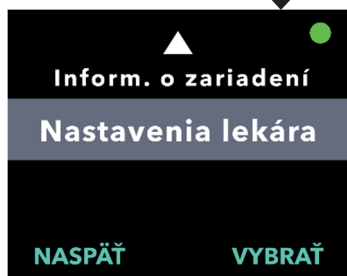 Inform. o zariadení
Nastavenia lekára
NASPÄŤ VYBRAŤ